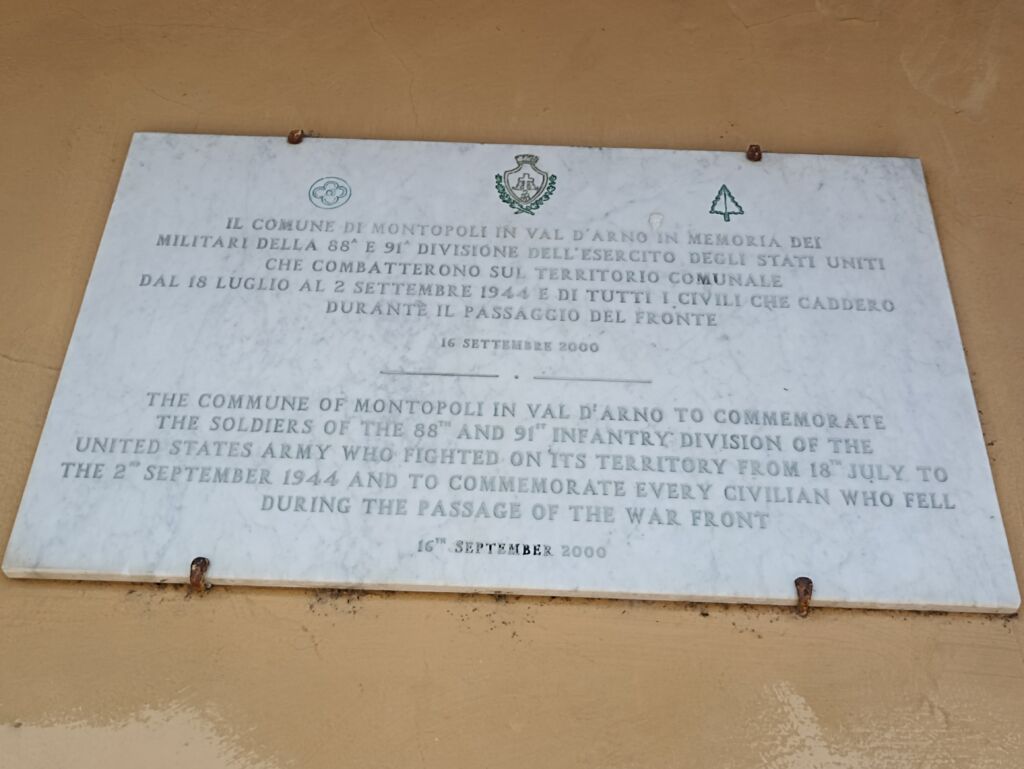 IL COMUNE DI MONTOPOLI IN VAL D'ARNO IN MEMORIA DEI
MILITARI DELLA 88ᴬ E 91ᴬ DIVISIONE DELL'ESERCITO DEGLI STATI UNITI
CHE COMBATTERONO SUL TERRITORIO COMUNALE
DAL 18 LUGLIO AL 2 SETTEMBRE 1944 E DI TUTTI I CIVILI CHE CADDERO
DURANTE IL PASSAGGIO DEL FRONTE
16 SETTEMBRE 2000
THE COMMUNE OF MONTOPOLI IN VAL D'ARNO TO COMMEMORATE
THE SOLDIERS OF THE 88ᵀᴴ AND 91ˢᵀ INFANTRY DIVISION OF THE
UNITED STATES ARMY WHO FIGHTED ON ITS TERRITORY FROM 18ᵀᴴ JULY TO
THE 2ᴺᴰ SEPTEMBER 1944 AND TO COMMEMORATE EVERY CIVILIAN WHO FELL
DURING THE PASSAGE OF THE WAR FRONT
16ᵀᴴ SEPTEMBER 2000